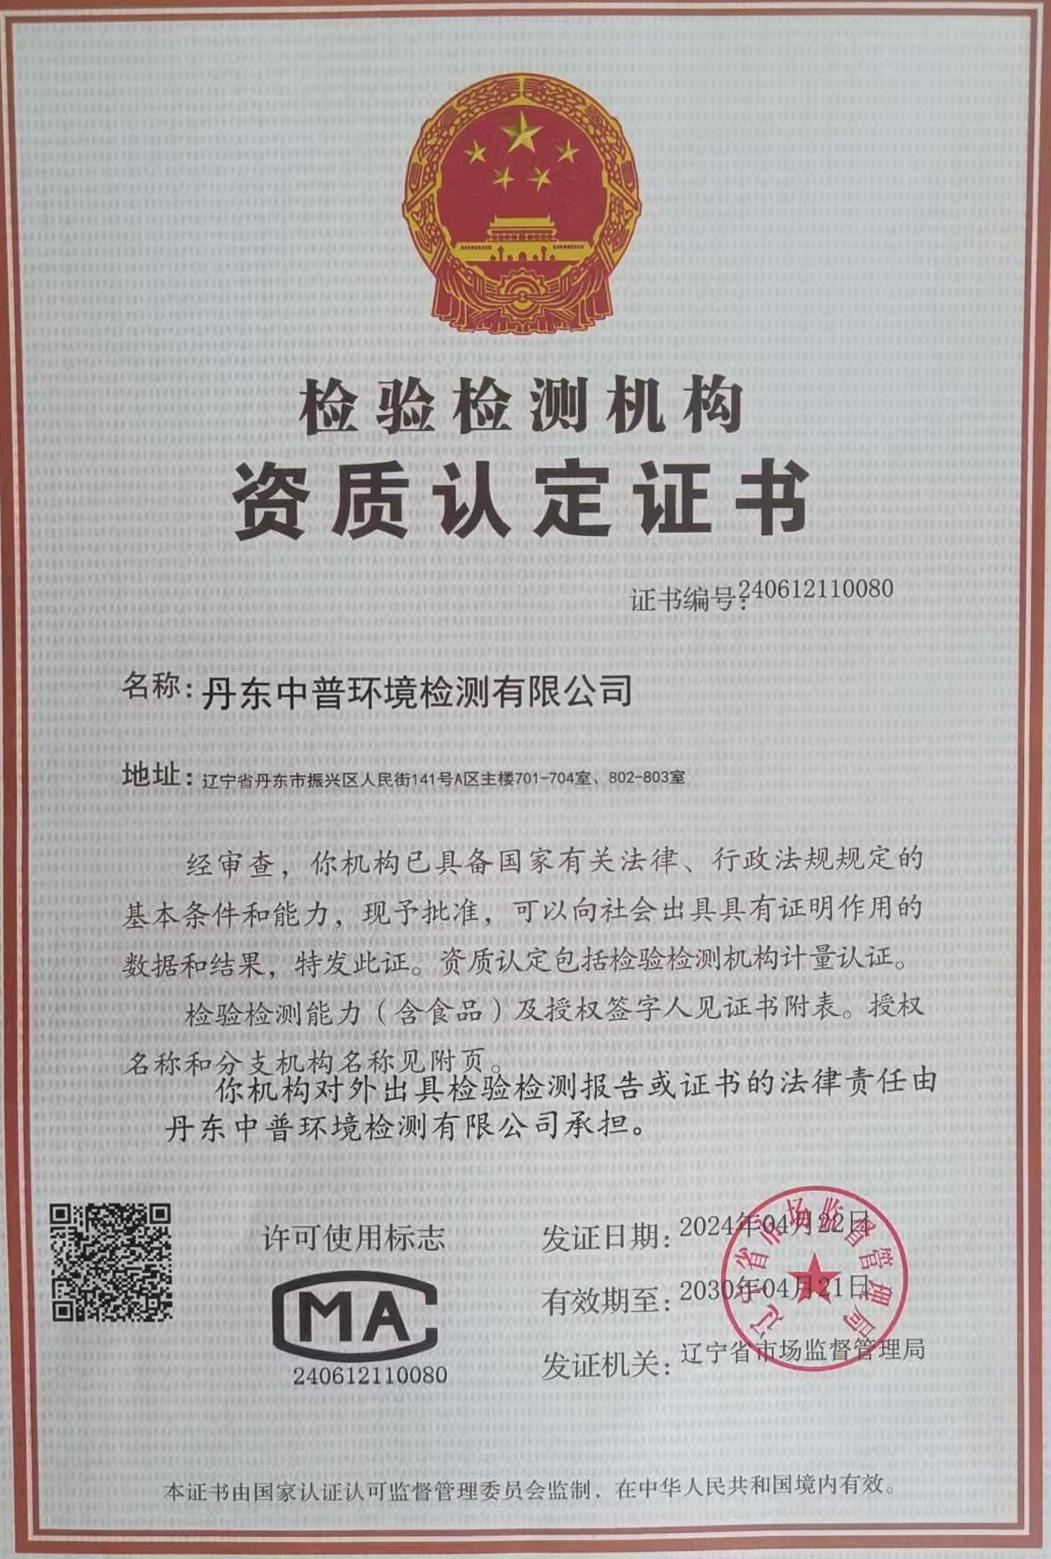 检验检测机构
资质认定证书
证书编号:240612110080
名称:丹东中普环境检测有限公司
地址:辽宁省丹东市振兴区人民街141号A区主楼701-704室、802-803室
经审查，你机构已具备国家有关法律、行政法规规定的
基本条件和能力，现予批准，可以向社会出具具有证明作用的
数据和结果，特发此证。资质认定包括检验检测机构计量认证。
检验检测能力（含食品）及授权签字人见证书附表。授权
名称和分支机构名称见附页。
你机构对外出具检验检测报告或证书的法律责任由
丹东中普环境检测有限公司承担。
许可使用标志
MA
240612110080
发证日期:2024年04月22日
有效期至:2030年04月21日
发证机关:辽宁省市场监督管理局
辽宁省市场监督管理局
本证书由国家认证认可监督管理委员会监制，在中华人民共和国境内有效。